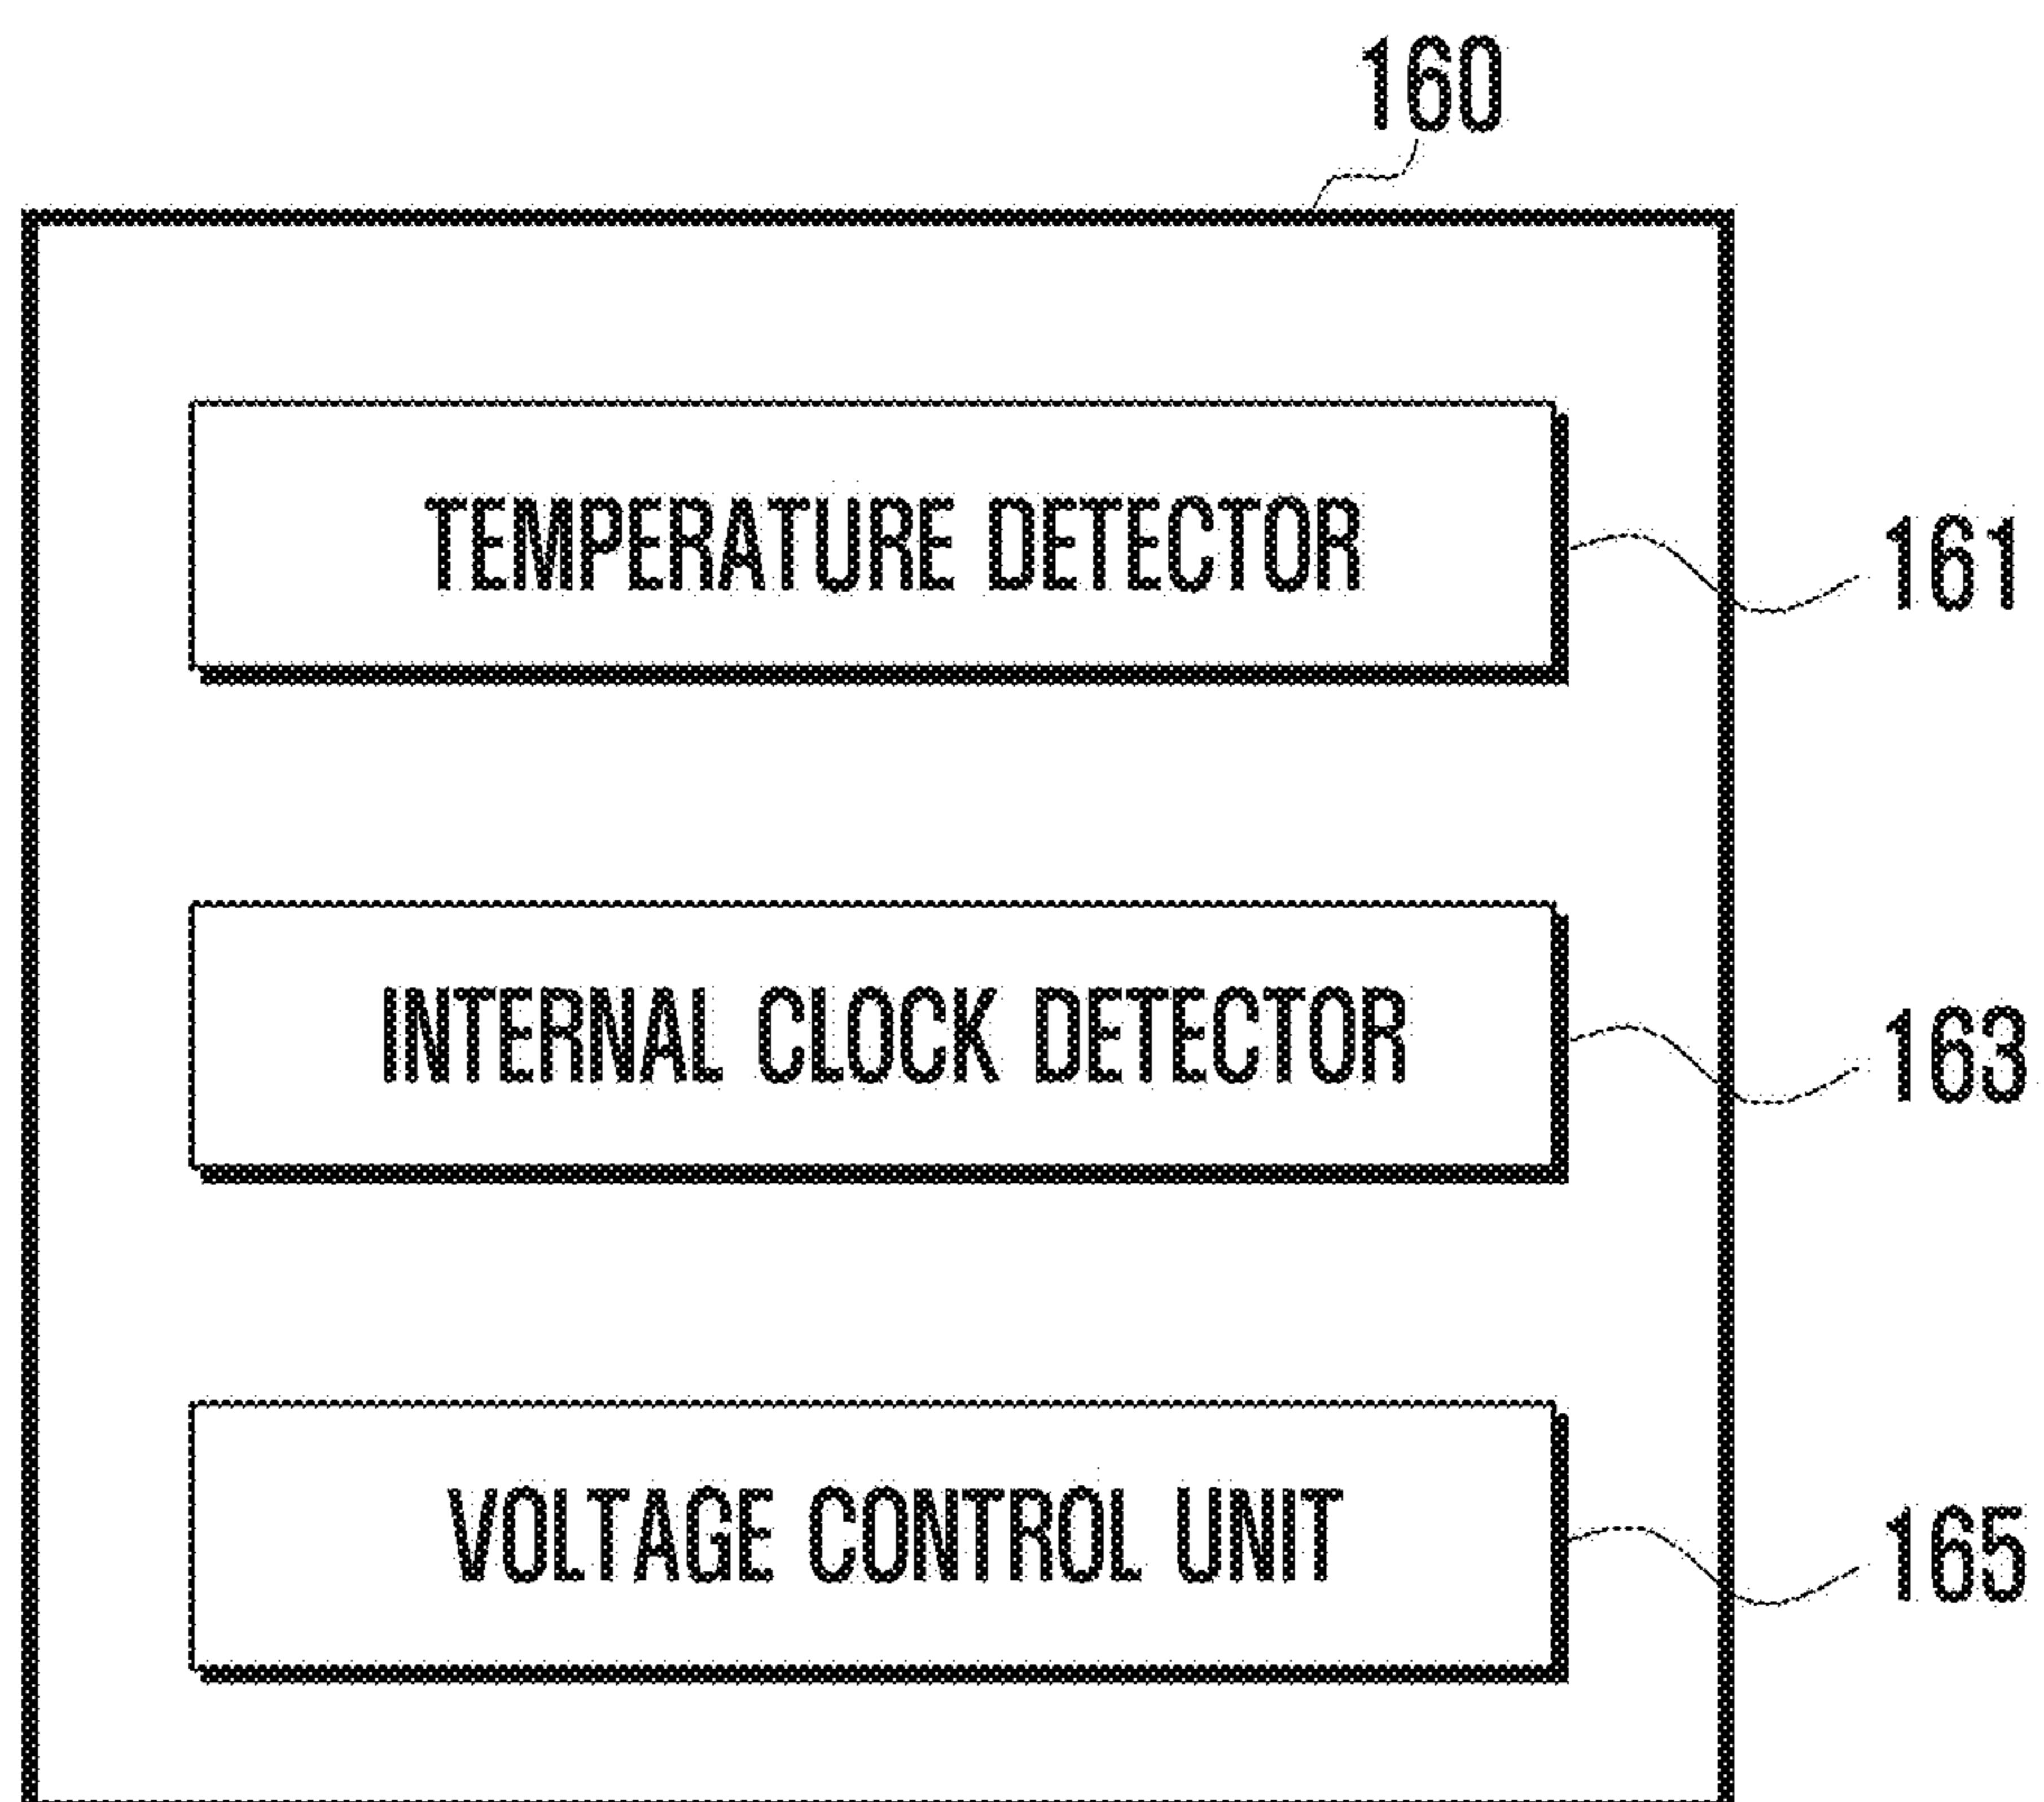 160
TEMPERATURE DETECTOR
161
INTERNAL CLOCK DETECTOR
163
VOLTAGE CONTROL UNIT
165